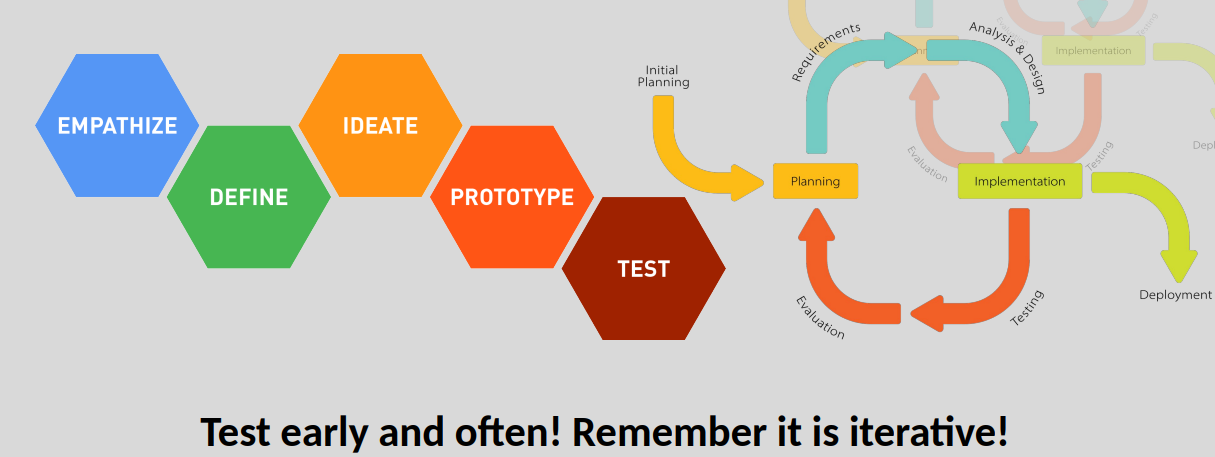 EMPATHIZE
DEFINE
IDEATE
PROTOTYPE
TEST
Initial
Planning
Requirements
Analysis & Design
Planning
Implementation
Evaluation
Testing
Deployment
Implementation
Evaluation
Testing
Test early and often! Remember it is iterative!